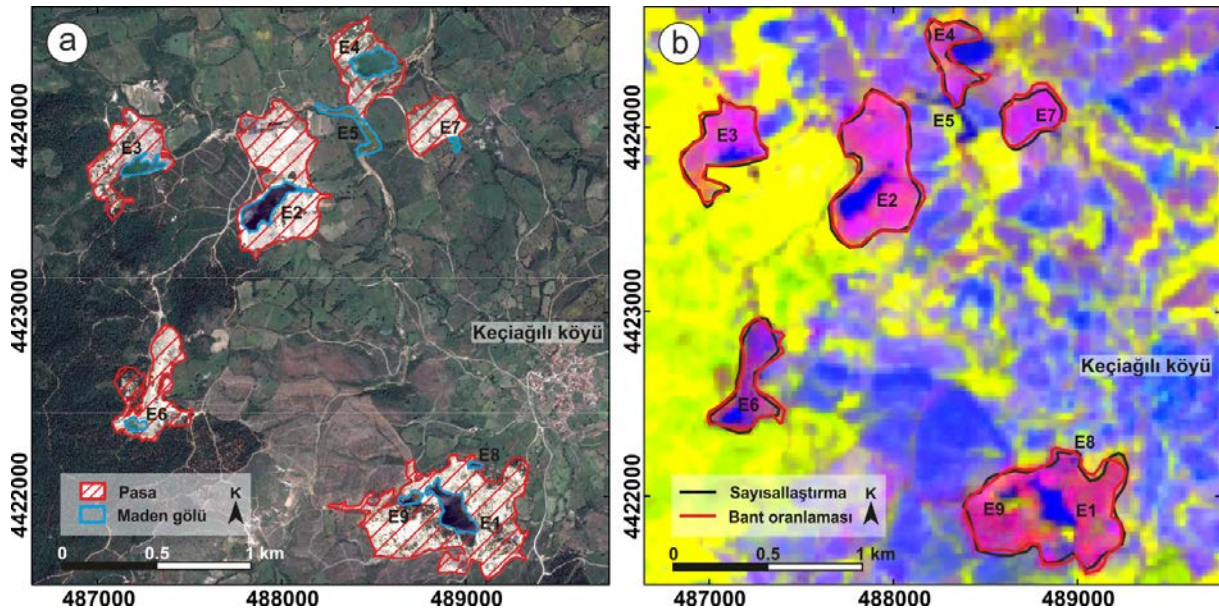 a
E4
E5
E7
E3
E2
E6
E8
E9
E1
Keçiağılı köyü
Pasa
Maden gölü
K
0 0.5 1 km
4424000
4423000
4422000
487000 488000 489000
b
E4
E5
E7
E3
E2
E6
E8
E9
E1
Keçiağılı köyü
Sayısallaştırma
Bant oranlaması
K
0 0.5 1 km
4424000
4423000
4422000
487000 488000 489000